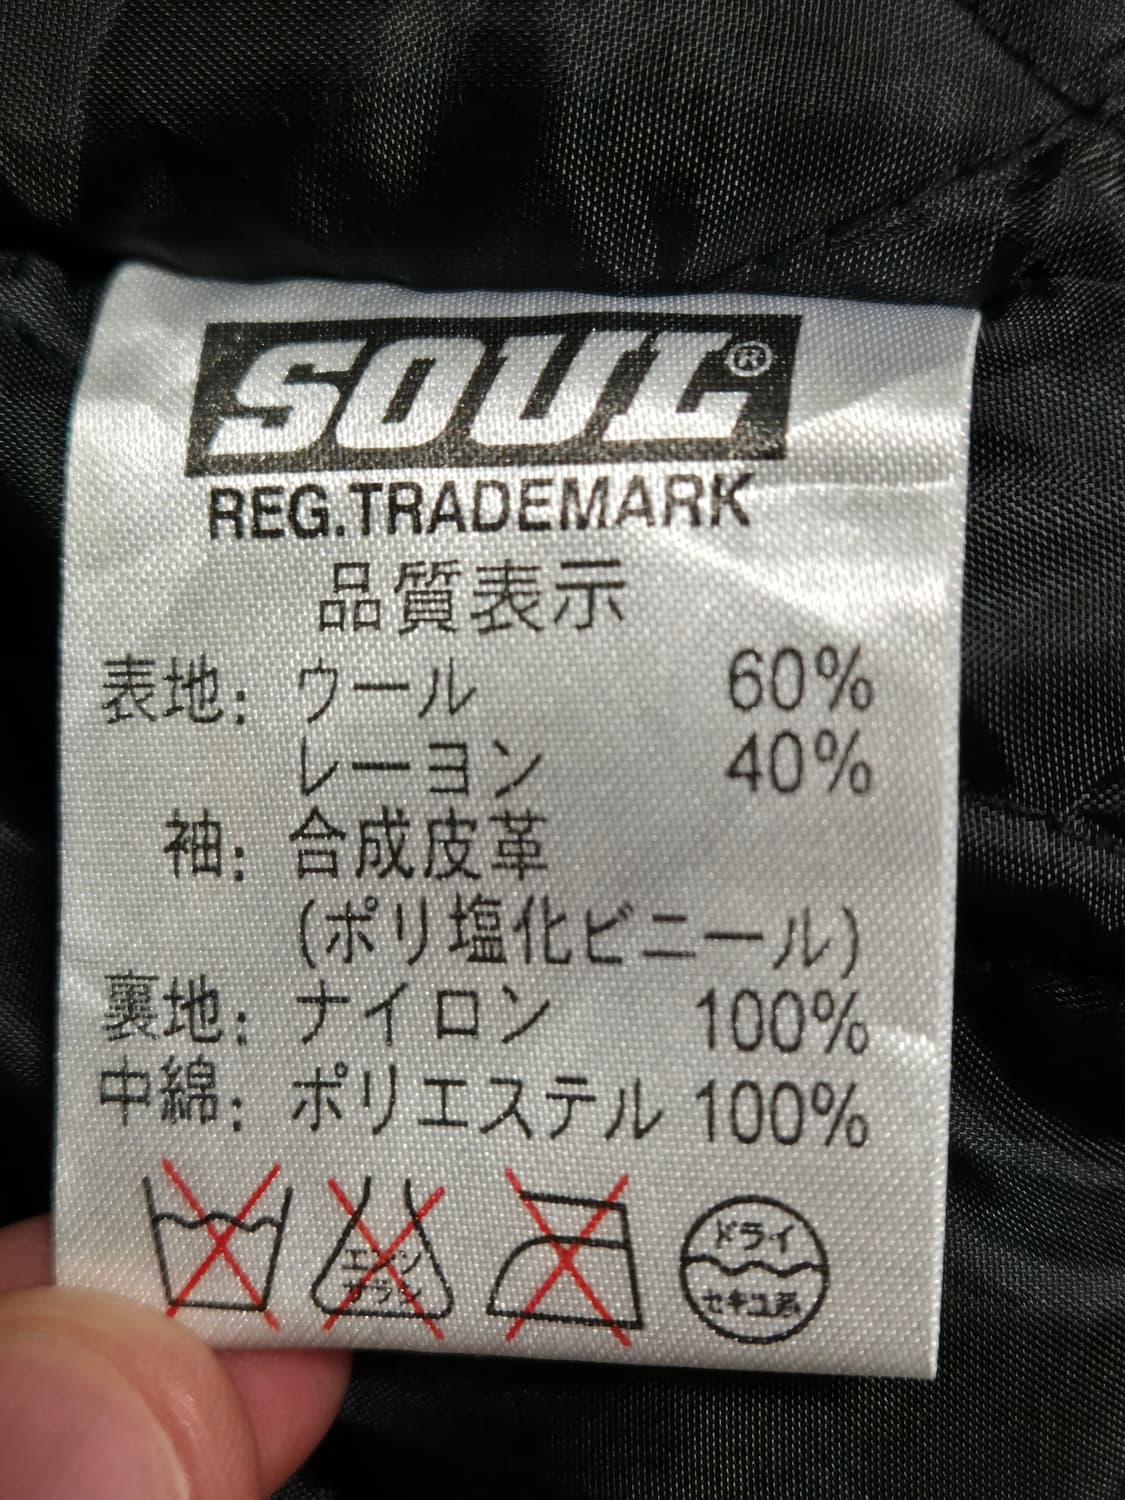 SOUL®
REG.TRADEMARK
品質表示
表地: ウール 60%
レーヨン 40%
袖: 合成皮革
(ポリ塩化ビニール)
裏地: ナイロン 100%
中綿: ポリエステル 100%
エンソ
サラシ
ドライ
セキユ系